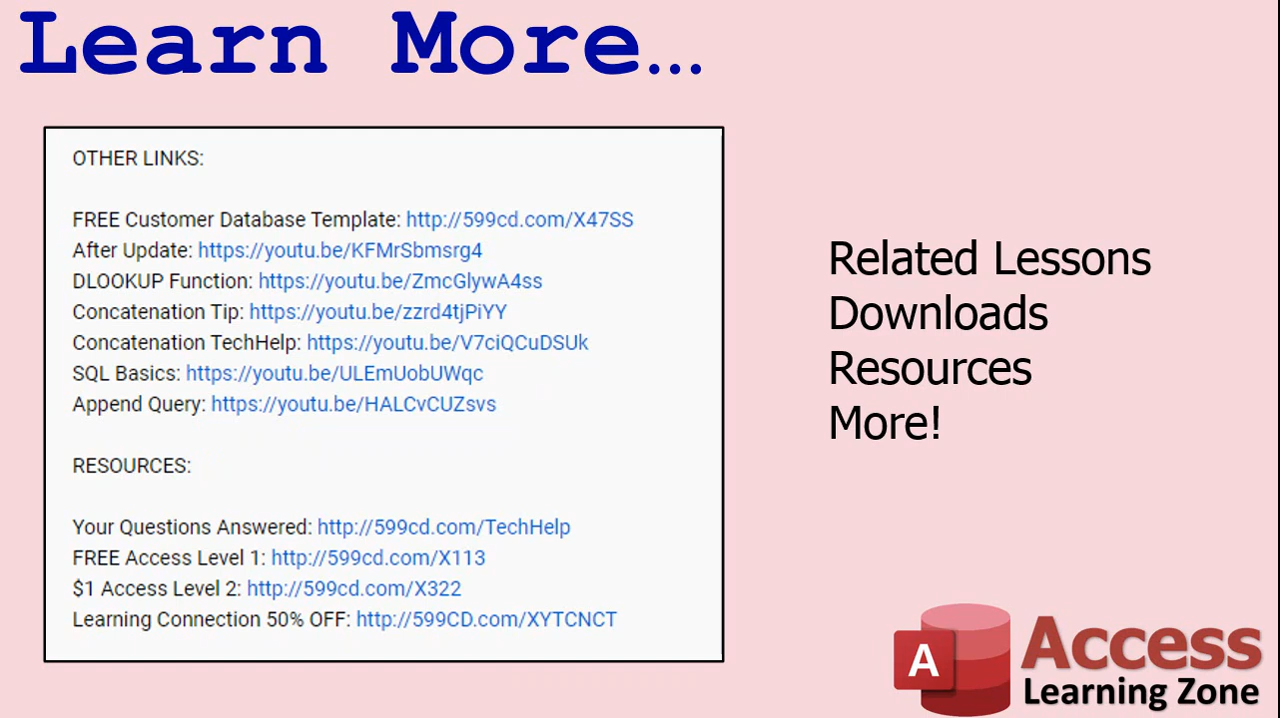 Learn More...
OTHER LINKS:
FREE Customer Database Template: http://599cd.com/X47SS
After Update: https://youtu.be/KFMrSbmsrg4
DLOOKUP Function: https://youtu.be/ZmcGlywA4ss
Concatenation Tip: https://youtu.be/zzrd4tjPiYY
Concatenation TechHelp: https://youtu.be/V7ciQCuDSUk
SQL Basics: https://youtu.be/ULEmUobUWqc
Append Query: https://youtu.be/HALCvCUZsvs
RESOURCES:
Your Questions Answered: http://599cd.com/TechHelp
FREE Access Level 1: http://599cd.com/X113
$1 Access Level 2: http://599cd.com/X322
Learning Connection 50% OFF: http://599CD.com/XYTCNCT
Related Lessons
Downloads
Resources
More!
A
Access
Learning Zone